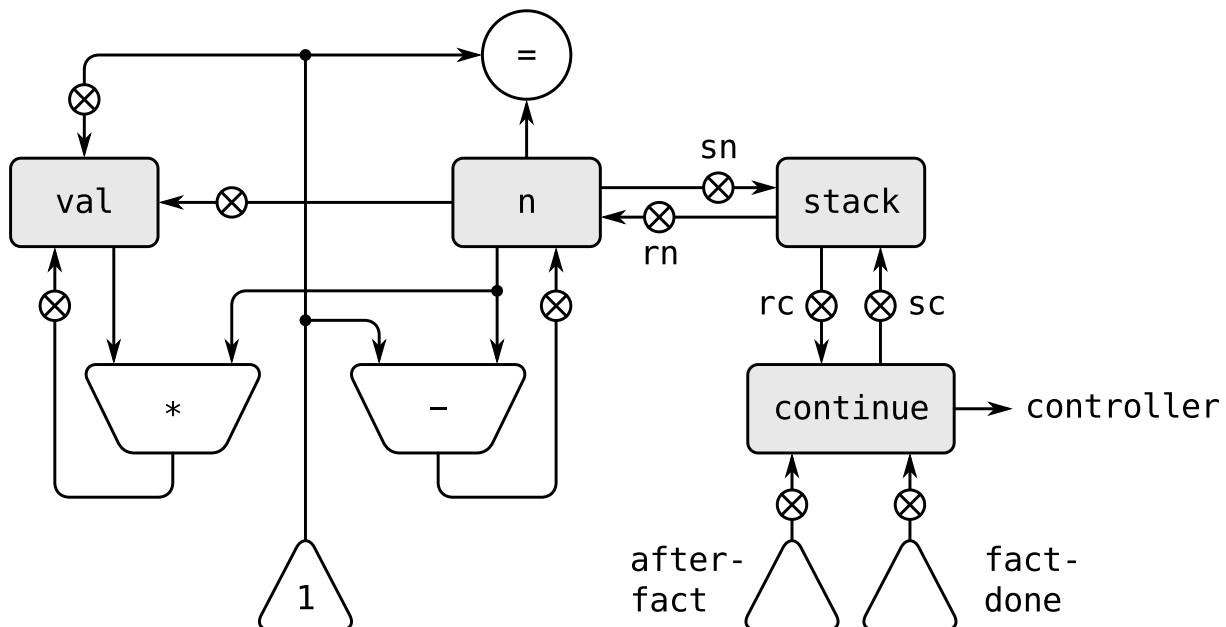 =
sn
val
n
stack
rn
rc
sc
*
−
continue
controller
1
after-
fact
fact-
done